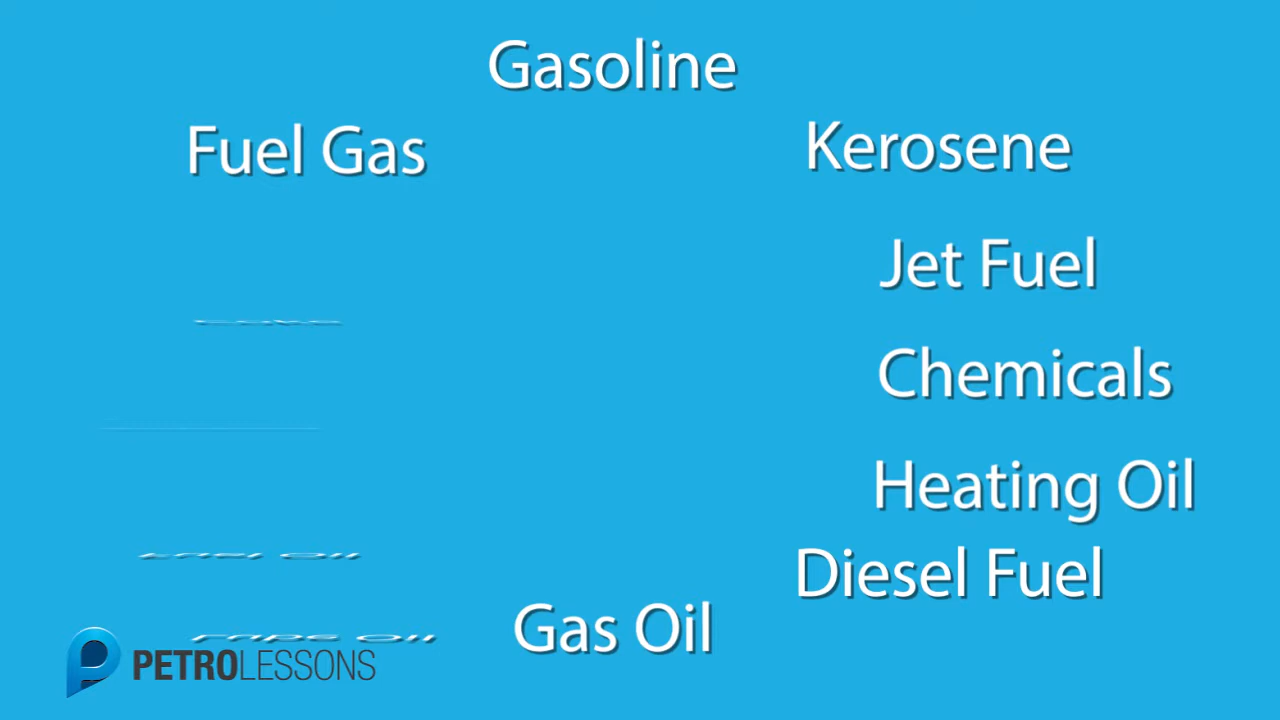 Gasoline
Fuel Gas
Kerosene
Jet Fuel
Chemicals
Heating Oil
Diesel Fuel
Gas Oil
PETROLESSONS